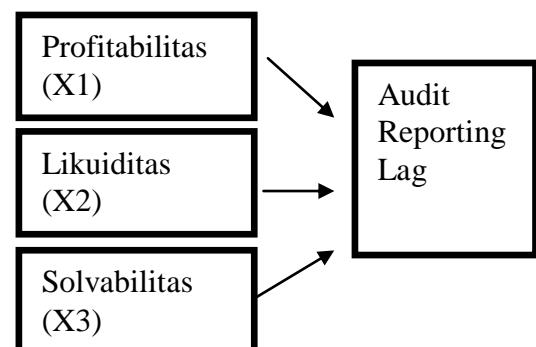 Profitabilitas
(X1)
Likuiditas
(X2)
Solvabilitas
(X3)
Audit
Reporting
Lag